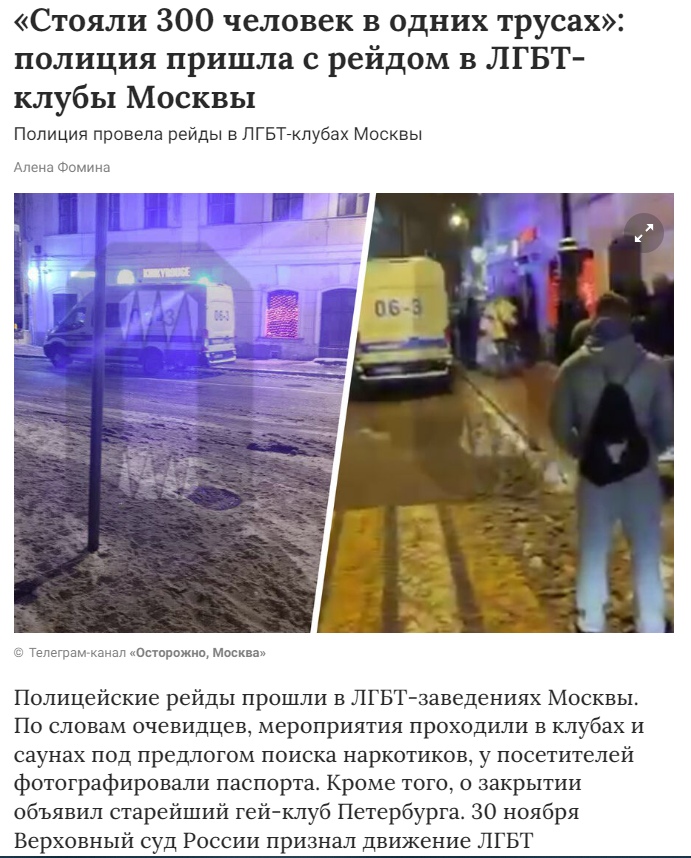 «Стояли 300 человек в одних трусах»:
полиция пришла с рейдом в ЛГБТ-
клубы Москвы
Полиция провела рейды в ЛГБТ-клубах Москвы
Алена Фомина
KINKYROUGE
06-3
06-3
© Телеграм-канал «Осторожно, Москва»
Полицейские рейды прошли в ЛГБТ-заведениях Москвы.
По словам очевидцев, мероприятия проходили в клубах и
саунах под предлогом поиска наркотиков, у посетителей
фотографировали паспорта. Кроме того, о закрытии
объявил старейший гей-клуб Петербурга. 30 ноября
Верховный суд России признал движение ЛГБТ